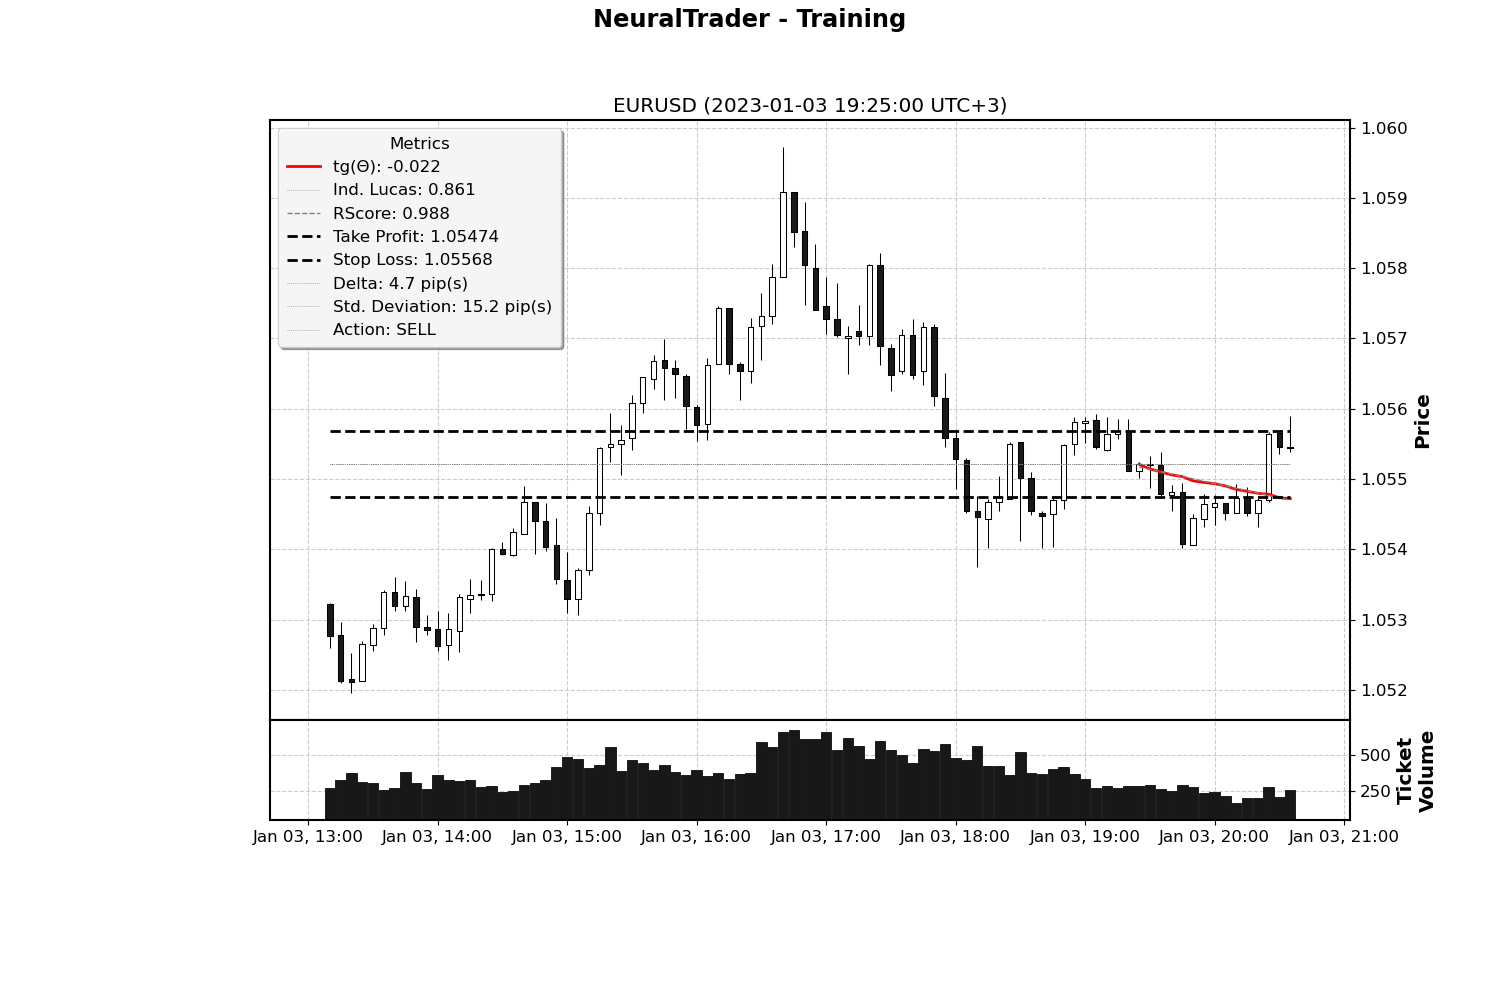 NeuralTrader - Training
EURUSD (2023-01-03 19:25:00 UTC+3)
Metrics
tg(Θ): -0.022
Ind. Lucas: 0.861
RScore: 0.988
Take Profit: 1.05474
Stop Loss: 1.05568
Delta: 4.7 pip(s)
Std. Deviation: 15.2 pip(s)
Action: SELL
1.060
1.059
1.058
1.057
1.056
1.055
1.054
1.053
1.052
Price
500
250
Ticket
Volume
Jan 03, 13:00 Jan 03, 14:00 Jan 03, 15:00 Jan 03, 16:00 Jan 03, 17:00 Jan 03, 18:00 Jan 03, 19:00 Jan 03, 20:00 Jan 03, 21:00